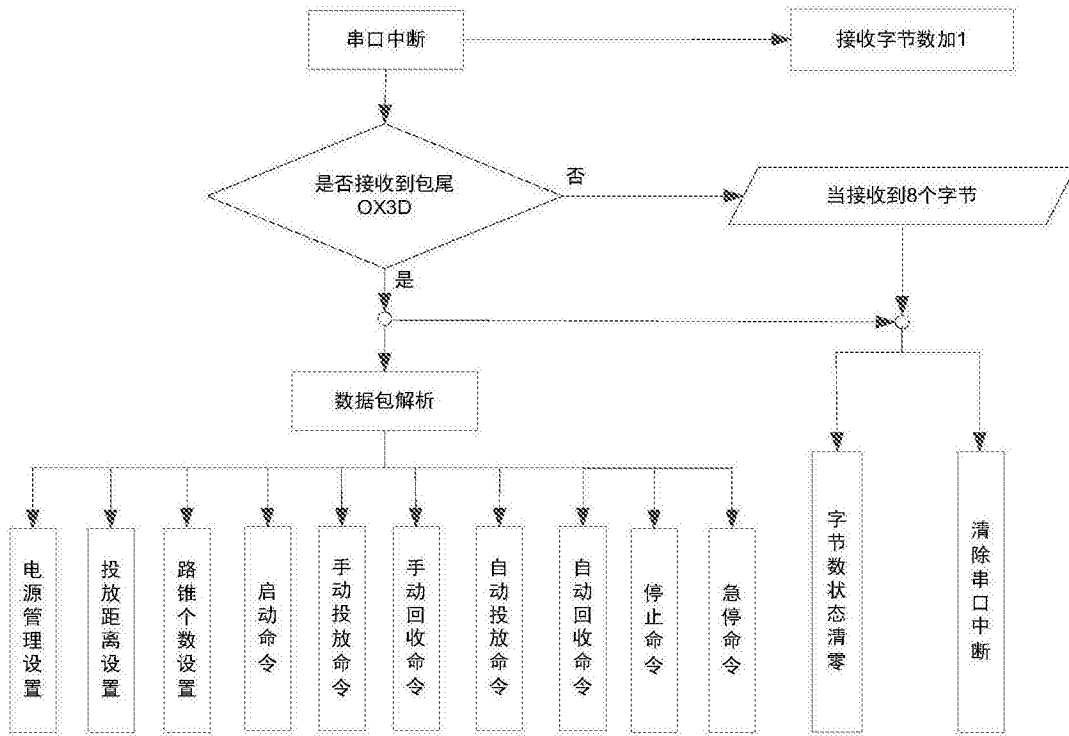 串口中断
接收字节数加1
是否接收到包尾
OX3D
否
当接收到8个字节
是
数据包解析
电源管理设置
投放距离设置
路锥个数设置
启动命令
手动投放命令
手动回收命令
自动投放命令
自动回收命令
停止命令
急停命令
字节数状态清零
清除串口中断